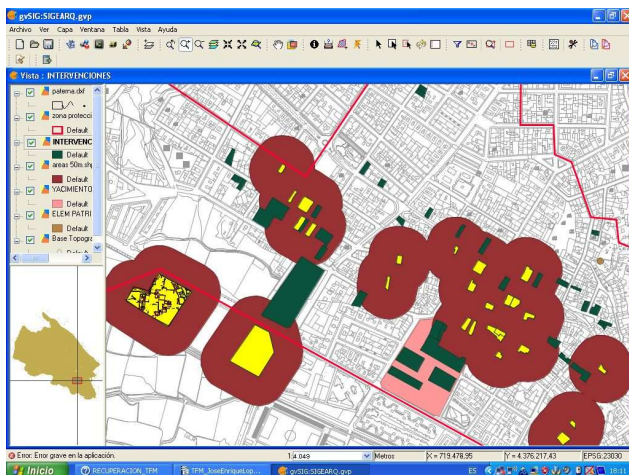 gvSIG:SIGEARQ.gvp
Archivo Ver Capa Ventana Tabla Vista Ayuda
Vista : INTERVENCIONES
paterna.dxf
zona protecci
Default
INTERVENC
Default
areas 50m.shp
Default
YACIMIENTO
Default
ELEM PATRI
Default
Base Topogra
Error: Error grave en la aplicación.
1: 4.049
Metros
X = 719.478,95
Y = 4.376.217,43
EPSG:23030
Inicio
RECUPERACION_TFM
TFM_JoseEnriqueLop...
gvSIG:SIGEARQ.gvp
ES
18:11